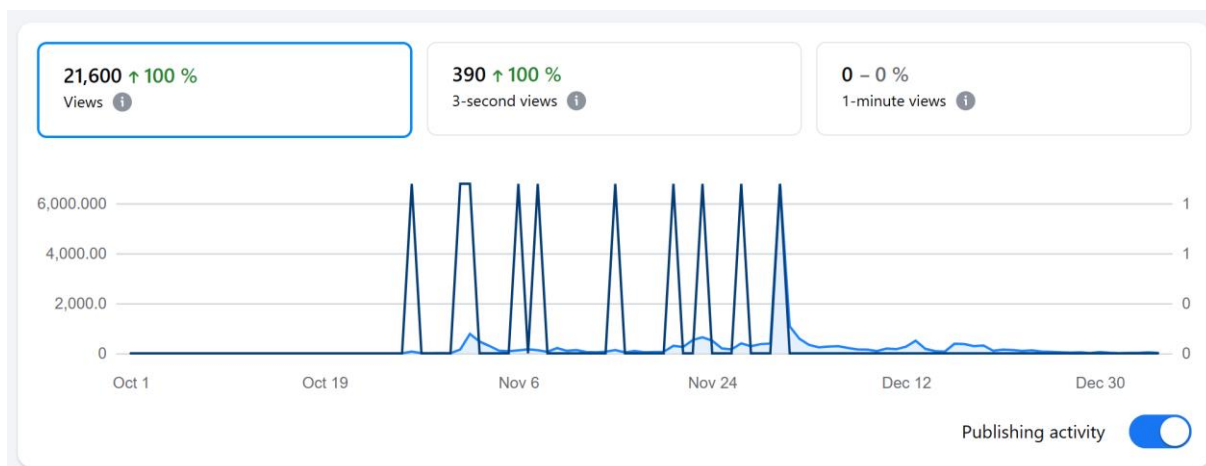 21,600 ↑ 100 %
Views
390 ↑ 100 %
3-second views
0 – 0 %
1-minute views
6,000.000
4,000.00
2,000.0
0
1
1
0
0
Oct 1
Oct 19
Nov 6
Nov 24
Dec 12
Dec 30
Publishing activity